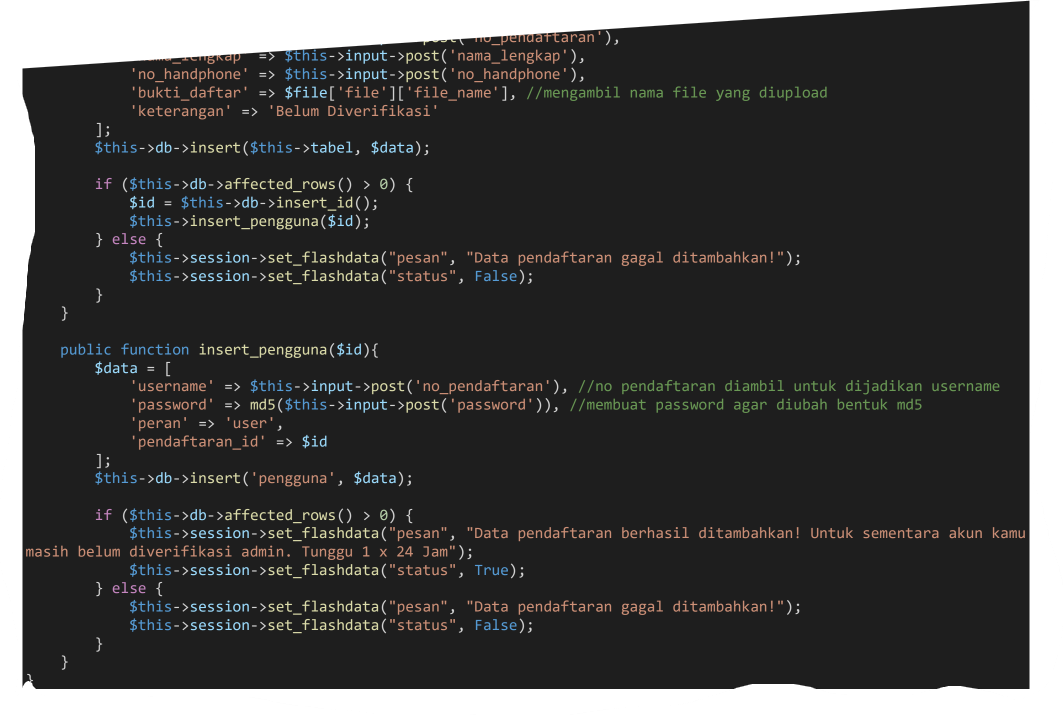 post('no_pendaftaran'),
'nama_lengkap' => $this->input->post('nama_lengkap'),
'no_handphone' => $this->input->post('no_handphone'),
'bukti_daftar' => $file['file']['file_name'], //mengambil nama file yang diupload
'keterangan' => 'Belum Diverifikasi'
];
$this->db->insert($this->tabel, $data);
if ($this->db->affected_rows() > 0) {
$id = $this->db->insert_id();
$this->insert_pengguna($id);
} else {
$this->session->set_flashdata("pesan", "Data pendaftaran gagal ditambahkan!");
$this->session->set_flashdata("status", False);
}
}
public function insert_pengguna($id){
$data = [
'username' => $this->input->post('no_pendaftaran'), //no pendaftaran diambil untuk dijadikan username
'password' => md5($this->input->post('password')), //membuat password agar diubah bentuk md5
'peran' => 'user',
'pendaftaran_id' => $id
];
$this->db->insert('pengguna', $data);
if ($this->db->affected_rows() > 0) {
$this->session->set_flashdata("pesan", "Data pendaftaran berhasil ditambahkan! Untuk sementara akun kamu
masih belum diverifikasi admin. Tunggu 1 x 24 Jam");
$this->session->set_flashdata("status", True);
} else {
$this->session->set_flashdata("pesan", "Data pendaftaran gagal ditambahkan!");
$this->session->set_flashdata("status", False);
}
}
}